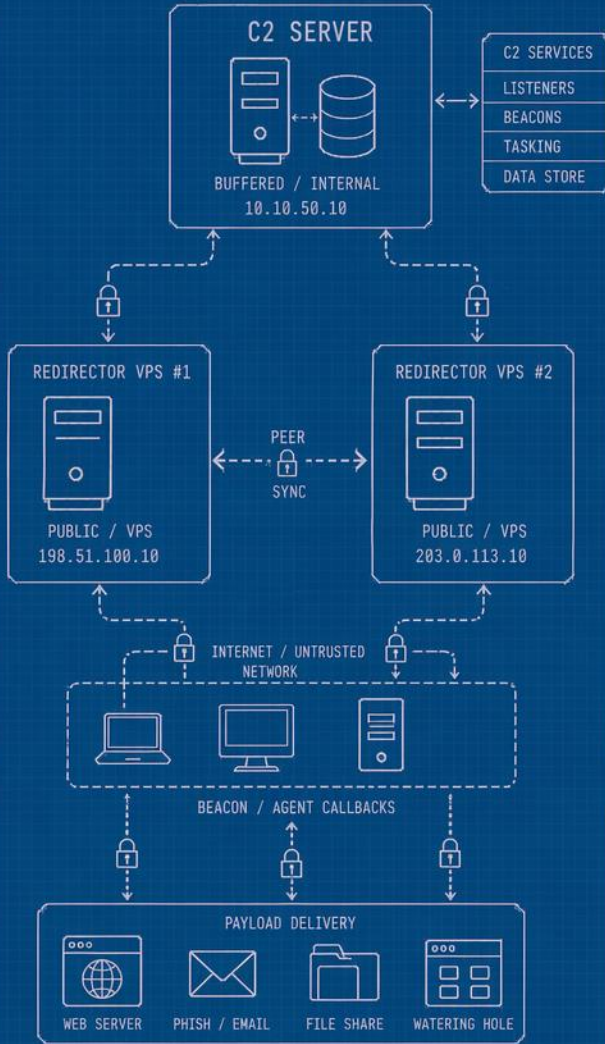 C2 SERVER
BUFFERED / INTERNAL
10.10.50.10
C2 SERVICES
LISTENERS
BEACONS
TASKING
DATA STORE
REDIRECTOR VPS #1
PUBLIC / VPS
198.51.100.10
PEER
SYNC
REDIRECTOR VPS #2
PUBLIC / VPS
203.0.113.10
INTERNET / UNTRUSTED
NETWORK
BEACON / AGENT CALLBACKS
PAYLOAD DELIVERY
WEB SERVER
PHISH / EMAIL
FILE SHARE
WATERING HOLE